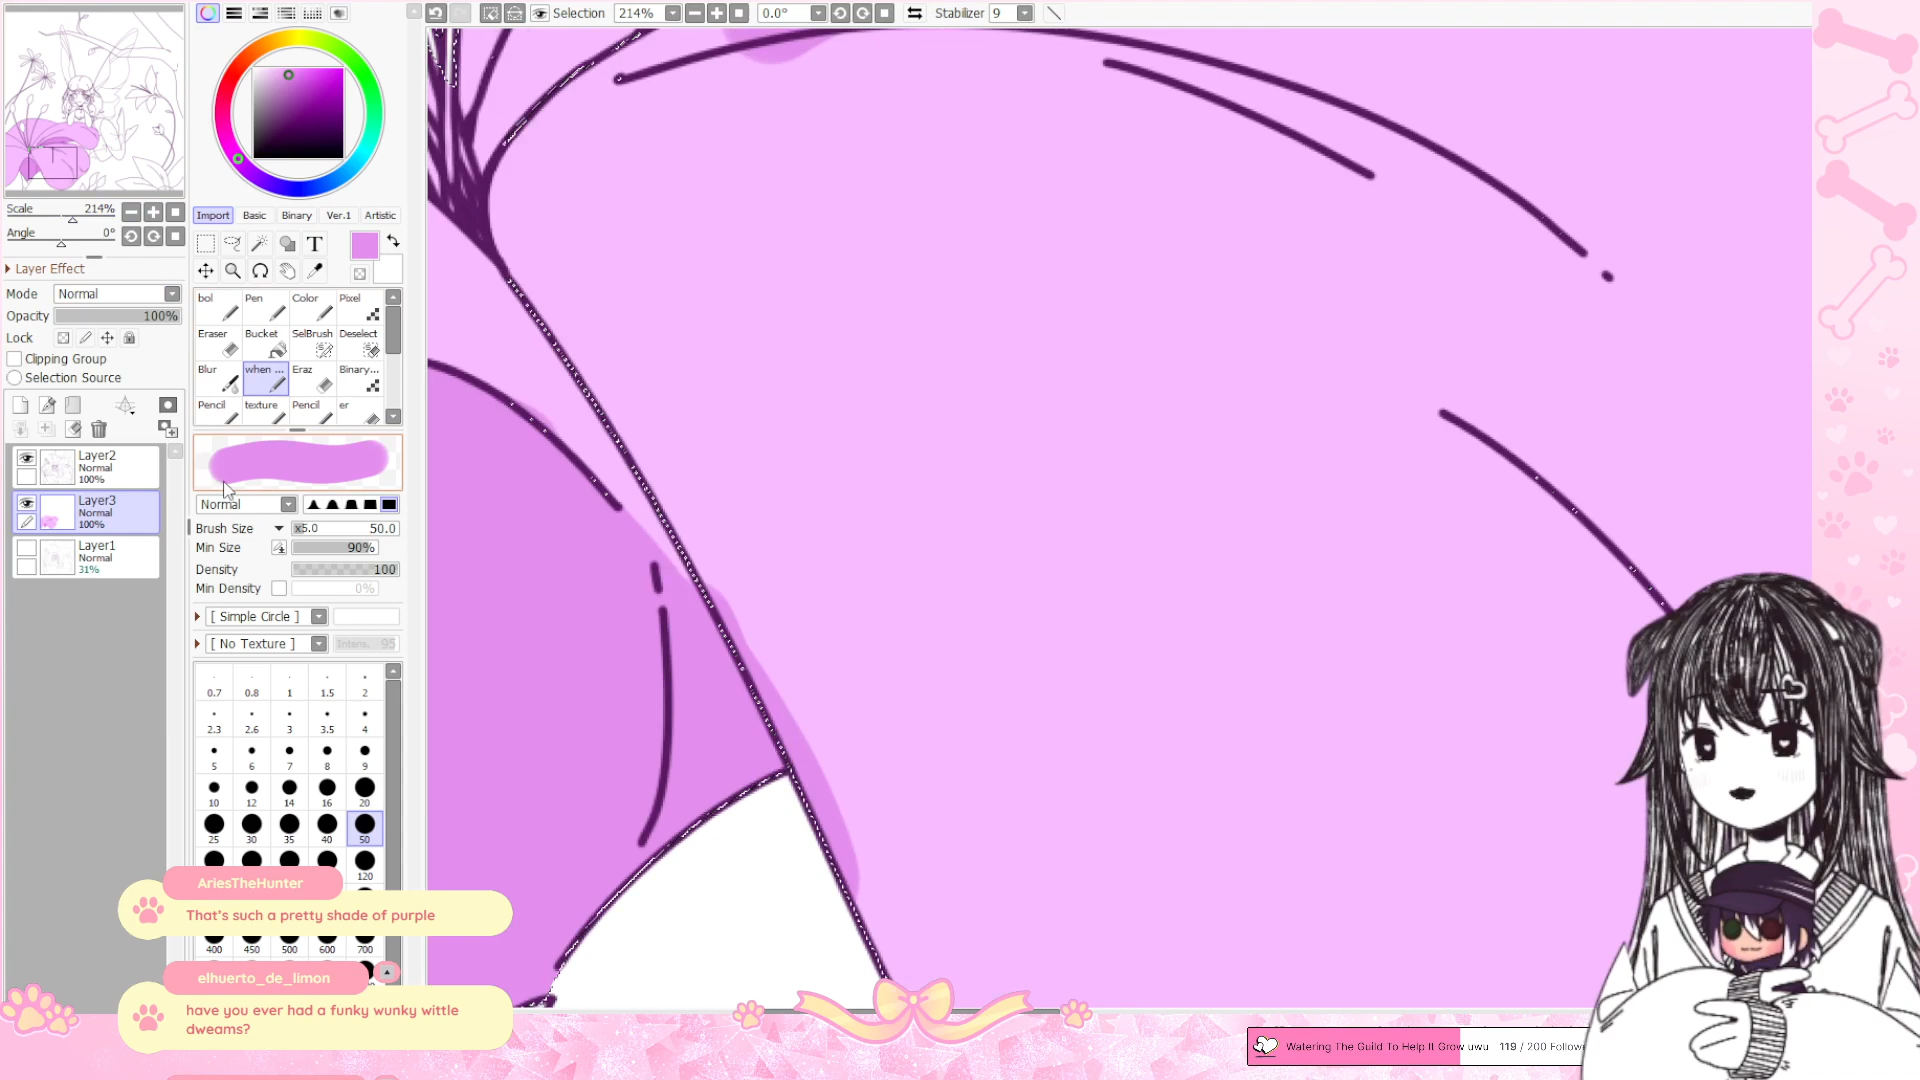 Selection
214%
0.0°
Stabilizer
9
Scale
214%
Angle
0°
Layer Effect
Mode
Normal
Opacity
100%
Lock
Clipping Group
Selection Source
Layer2
Normal
100%
Layer3
Normal
100%
Layer1
Normal
31%
Import
Basic
Binary
Ver.1
Artistic
T
bol
Pen
Color
Pixel
Eraser
Bucket
SelBrush
Deselect
Blur
when ...
Eraz
Binary...
Pencil
texture
Pencil
er
Normal
Brush Size
x5.0
50.0
Min Size
90%
Density
100
Min Density
0%
[ Simple Circle ]
[ No Texture ]
Intens.
95
0.7
0.8
1
1.5
2
2.3
2.6
3
3.5
4
5
6
7
8
9
10
12
14
16
20
25
30
35
40
50
120
400
450
500
600
700
AriesTheHunter
That's such a pretty shade of purple
elhuerto_de_limon
have you ever had a funky wunky wittle
dweams?
Watering The Guild To Help It Grow uwu
119 / 200 Followe